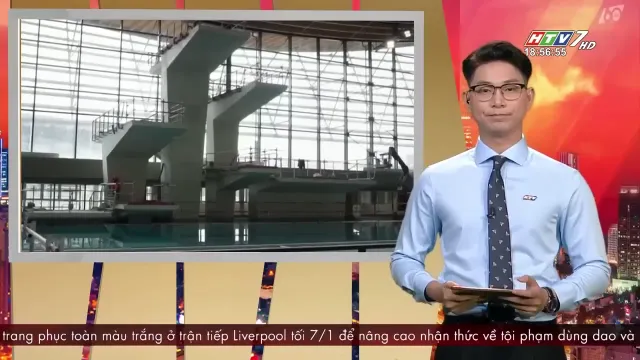 HTV7 HD
18:56:55
HTV
trang phục toàn màu trắng ở trận tiếp Liverpool tối 7/1 để nâng cao nhận thức về tội phạm dùng dao và